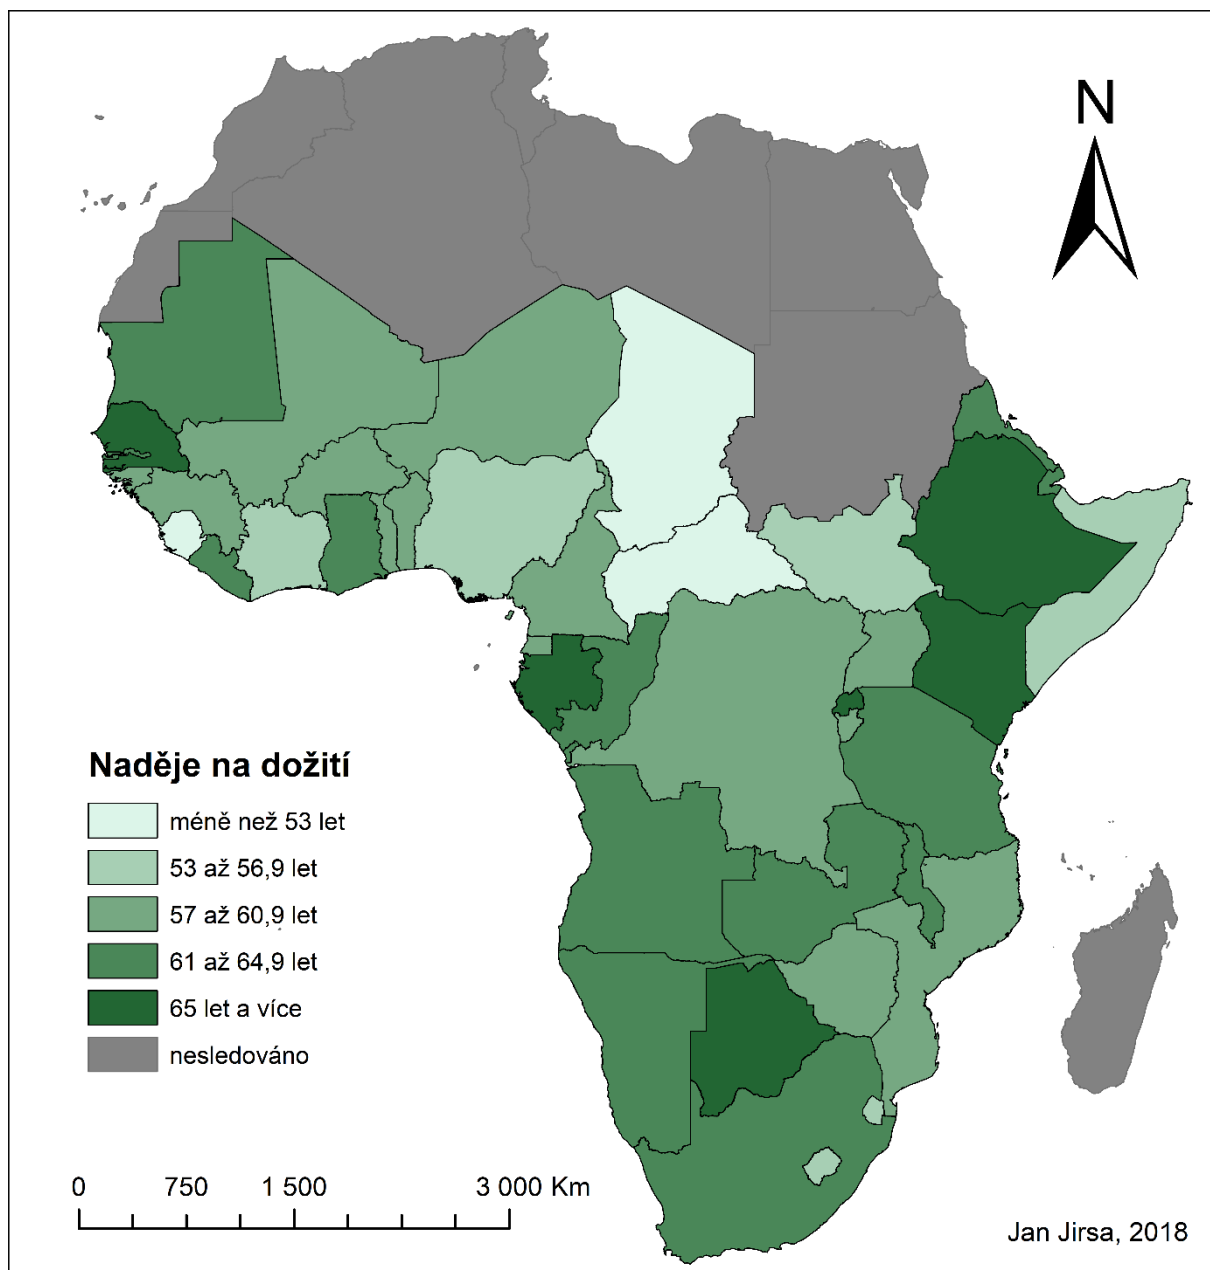 N
Naděje na dožití
méně než 53 let
53 až 56,9 let
57 až 60,9 let
61 až 64,9 let
65 let a více
nesledováno
0 750 1 500 3 000 Km
Jan Jirsa, 2018